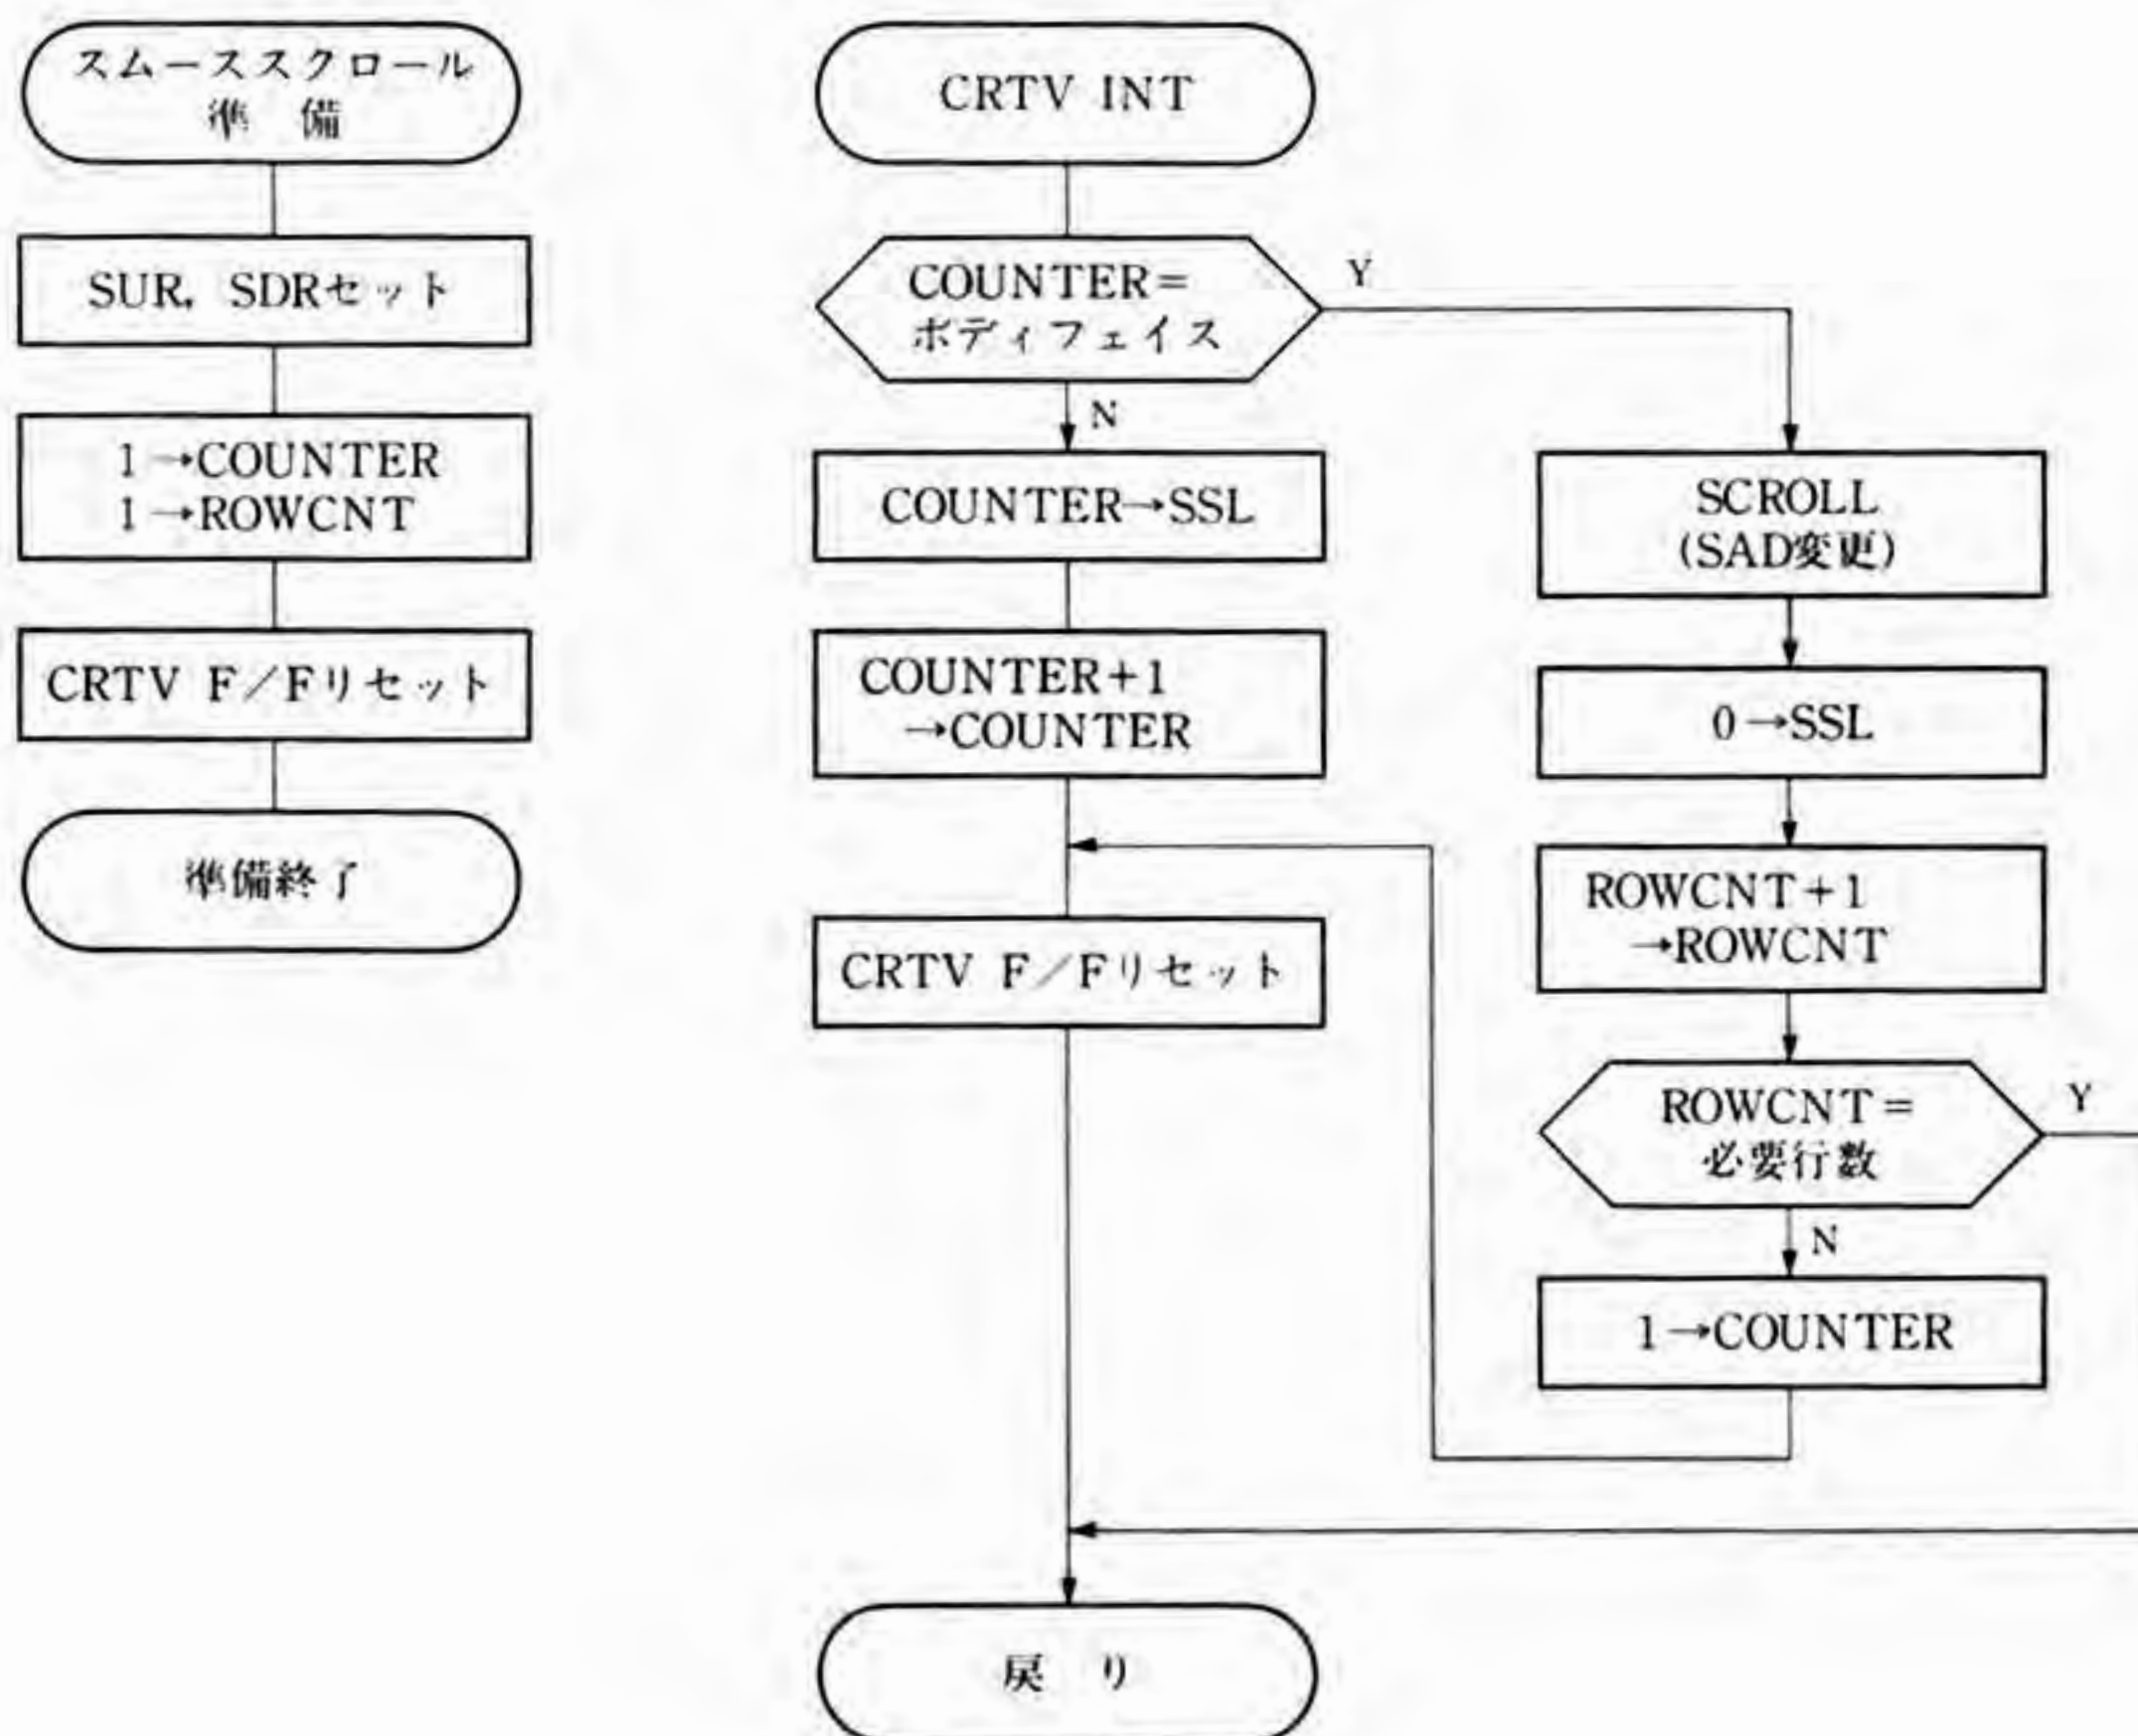 スムーススクロール
準 備
SUR, SDRセット
1→COUNTER
1→ROWCNT
CRTV F/Fリセット
準備終了
CRTV INT
COUNTER=
ボディフェイス
Y
N
COUNTER→SSL
COUNTER+1
→COUNTER
CRTV F/Fリセット
戻 り
SCROLL
(SAD変更)
0→SSL
ROWCNT+1
→ROWCNT
ROWCNT=
必要行数
Y
N
1→COUNTER